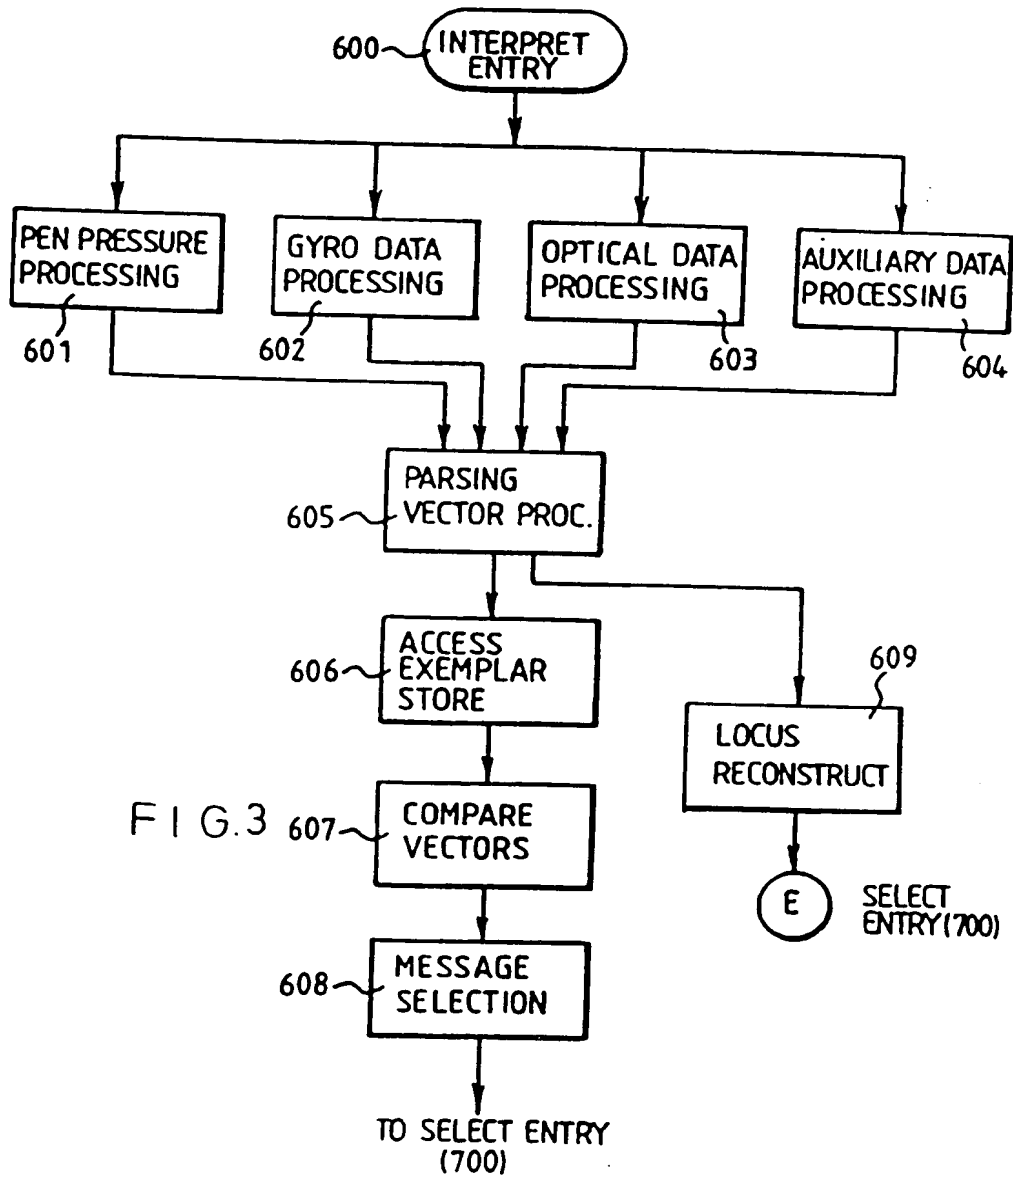 600
INTERPRET
ENTRY
PEN PRESSURE
PROCESSING
601
GYRO DATA
PROCESSING
602
OPTICAL DATA
PROCESSING
603
AUXILIARY DATA
PROCESSING
604
PARSING
VECTOR PROC.
605
ACCESS
EXEMPLAR
STORE
606
609
LOCUS
RECONSTRUCT
FIG.3
607
COMPARE
VECTORS
E
SELECT
ENTRY(700)
608
MESSAGE
SELECTION
TO SELECT ENTRY
(700)